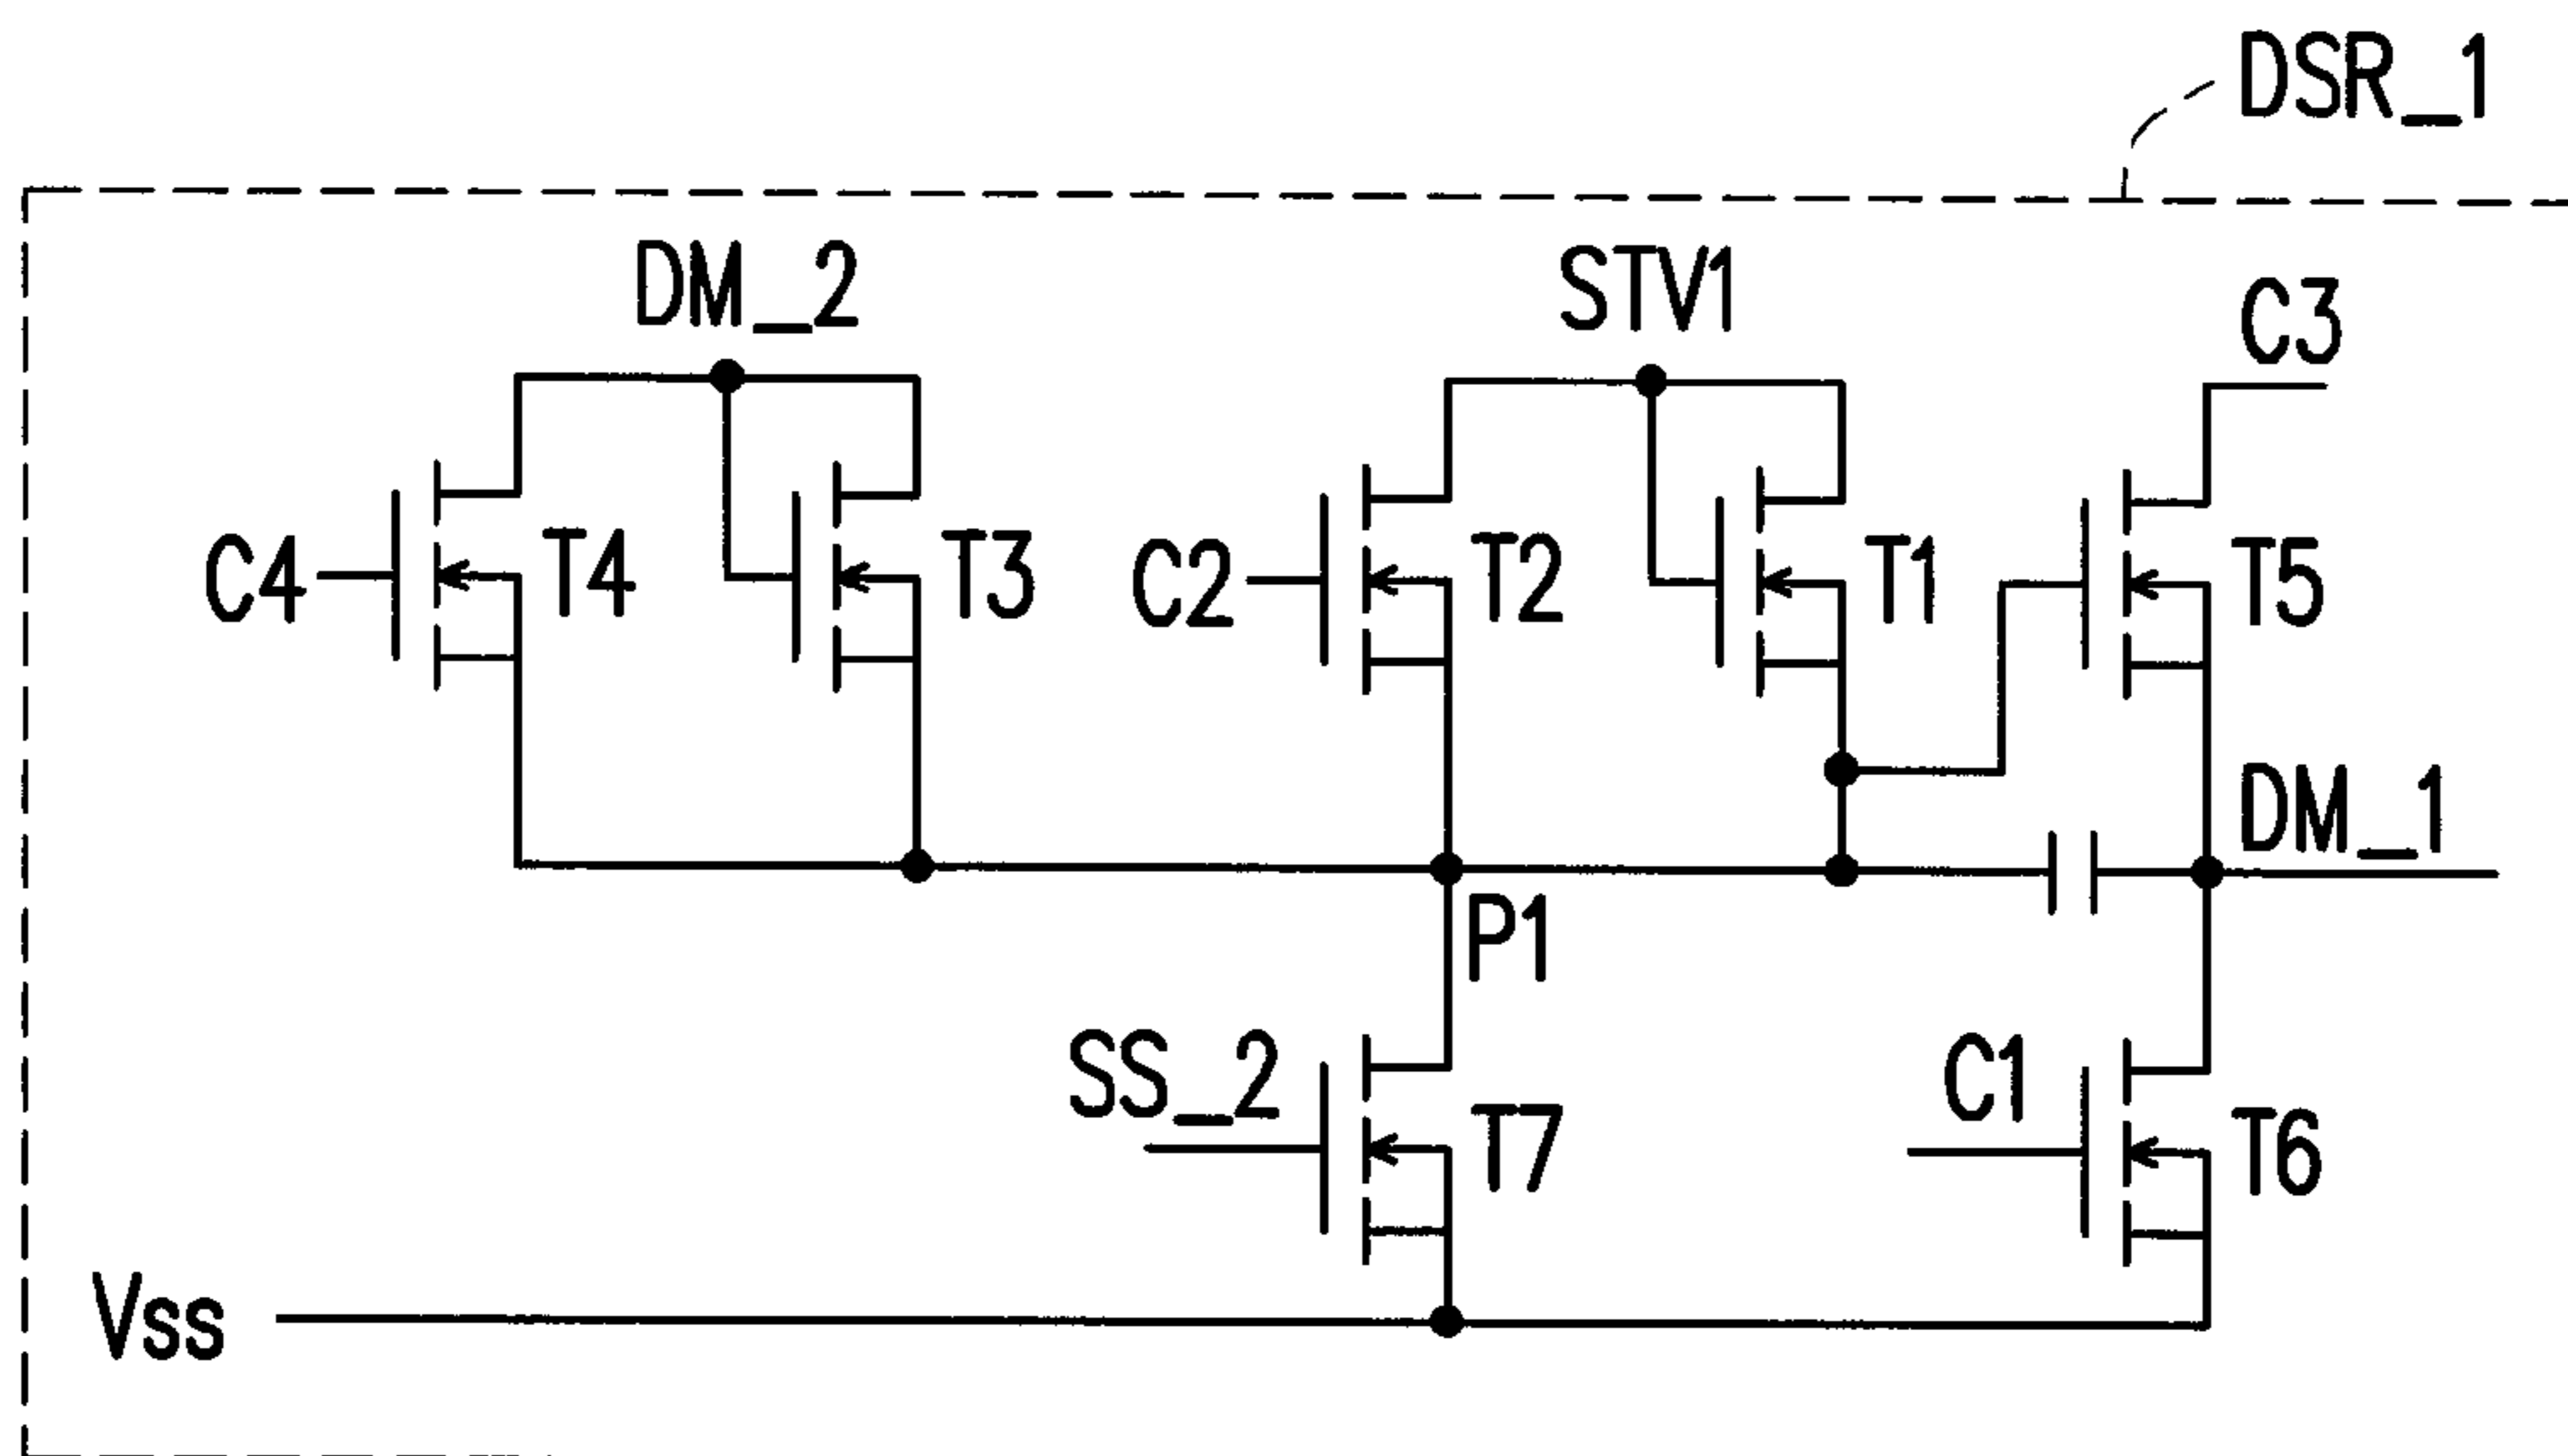 DSR_1
DM_2
STV1
C3
C4
T4
T3
C2
T2
T1
T5
DM_1
P1
SS_2
T7
C1
T6
Vss